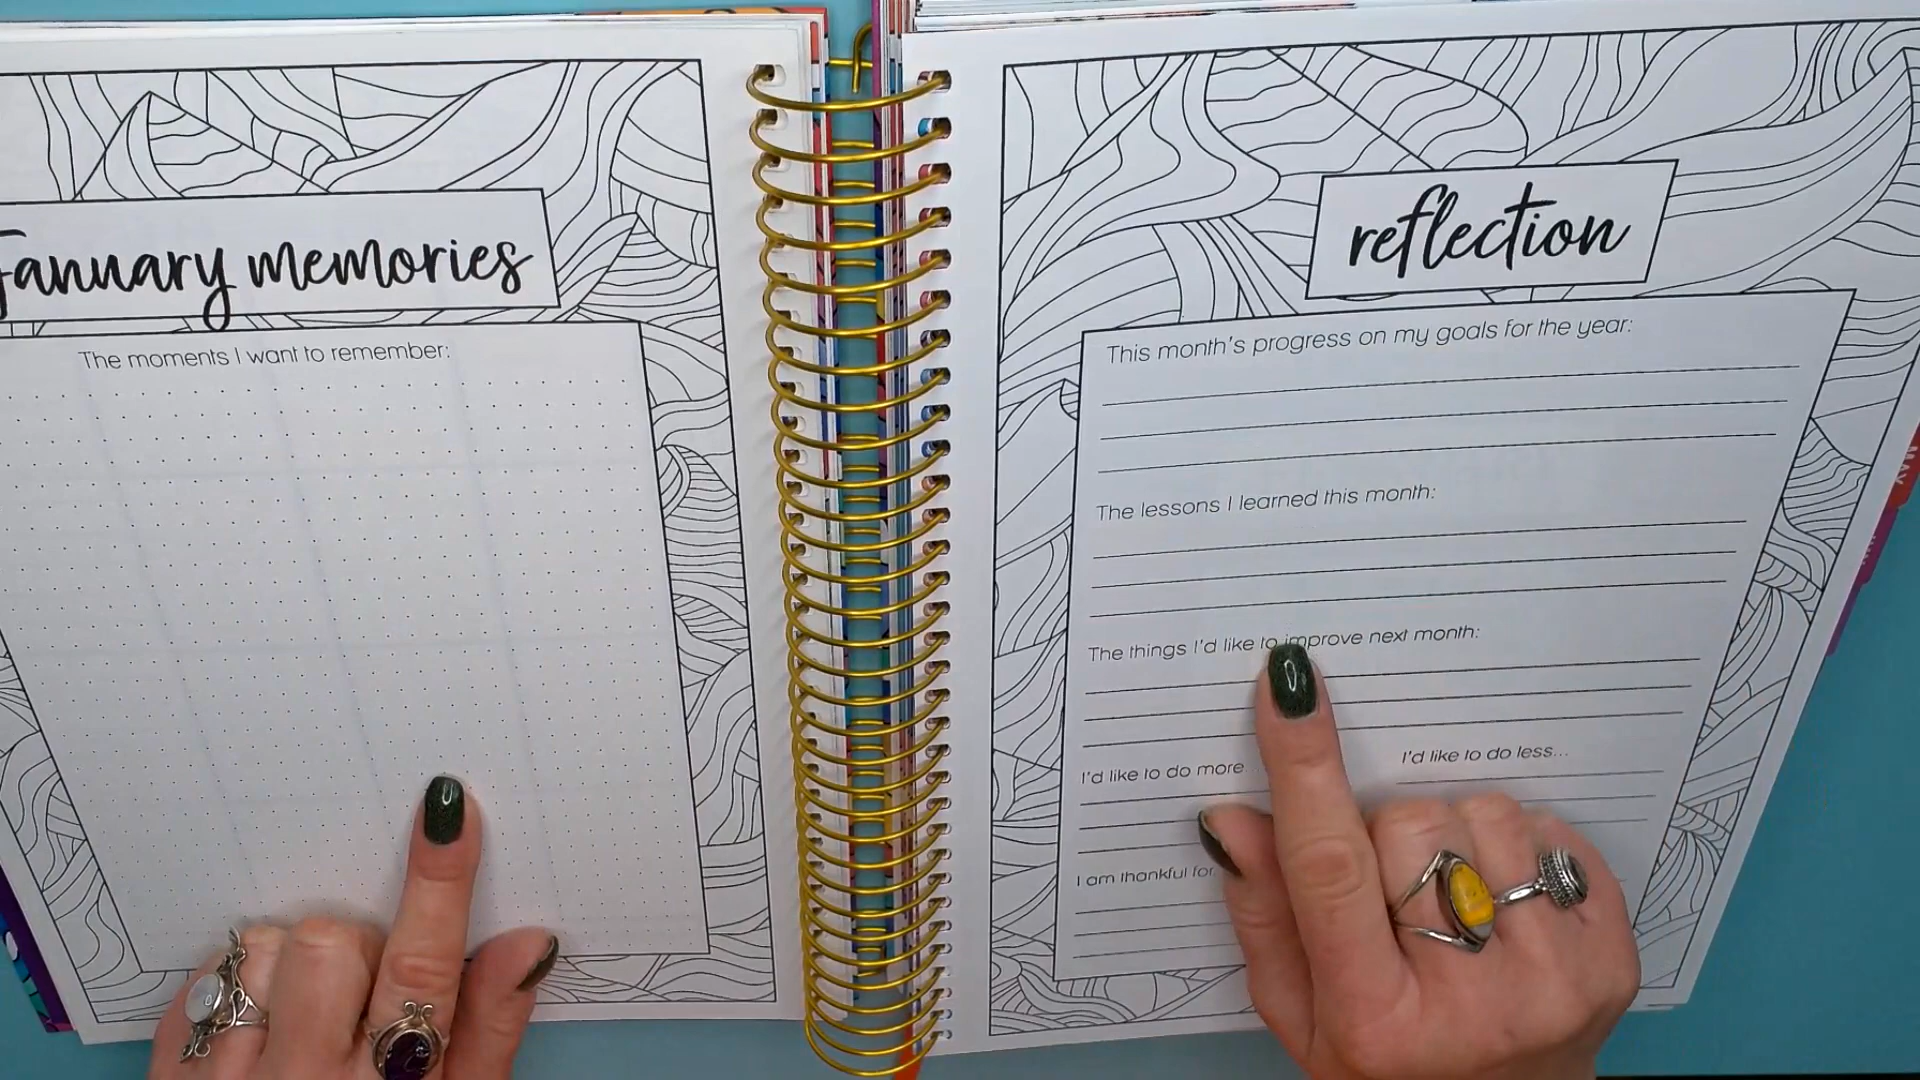 January memories
The moments I want to remember:
reflection
This month's progress on my goals for the year:
The lessons I learned this month:
The things I'd like to improve next month:
I'd like to do more
I'd like to do less...
I am thankful for
MAY